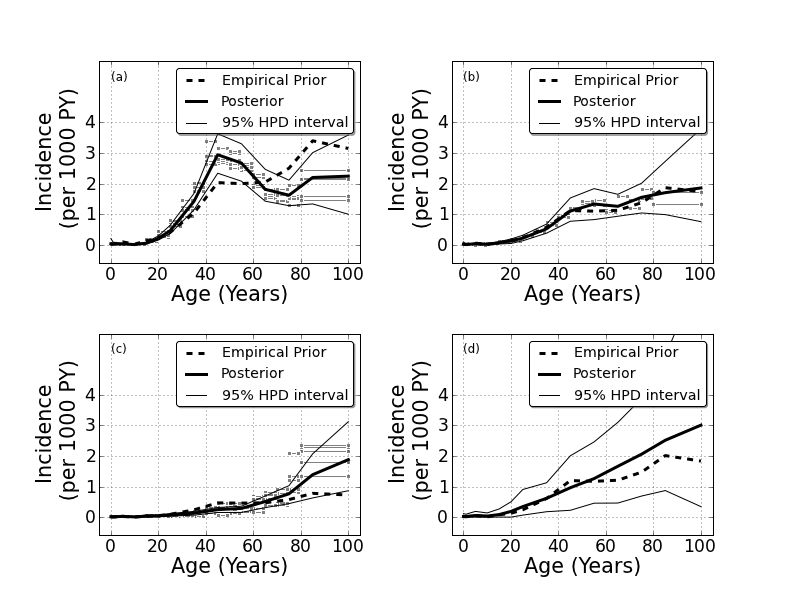 (a)
Empirical Prior
Posterior
95% HPD interval
Incidence
(per 1000 PY)
4
3
2
1
0
0 20 40 60 80 100
Age (Years)
(b)
Empirical Prior
Posterior
95% HPD interval
Incidence
(per 1000 PY)
4
3
2
1
0
0 20 40 60 80 100
Age (Years)
(c)
Empirical Prior
Posterior
95% HPD interval
Incidence
(per 1000 PY)
4
3
2
1
0
0 20 40 60 80 100
Age (Years)
(d)
Empirical Prior
Posterior
95% HPD interval
Incidence
(per 1000 PY)
4
3
2
1
0
0 20 40 60 80 100
Age (Years)